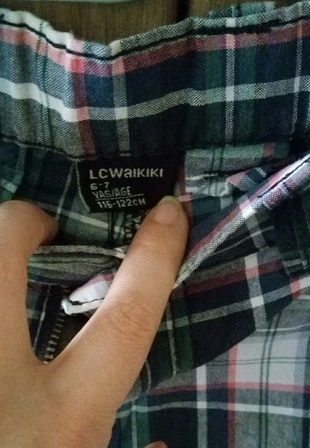 LCWAIKIKI
6-7
YAŞ/AGE
116-122CM